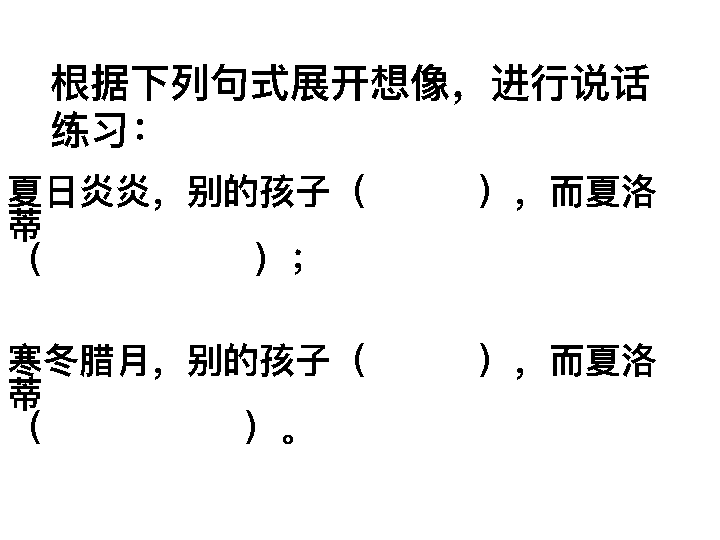 根据下列句式展开想像，进行说话
练习：
夏日炎炎，别的孩子（　　　），而夏洛
蒂
（　　　　　　）；
寒冬腊月，别的孩子（　　　），而夏洛
蒂
（　　　　　　）。